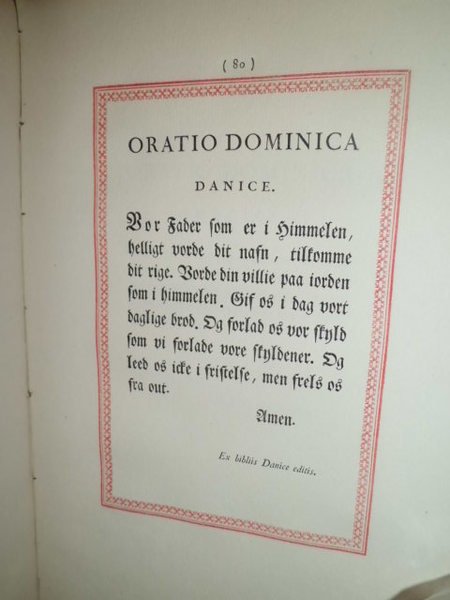 ( 80 )
ORATIO DOMINICA
DANICE.
Vor Fader ſom er i Himmelen,
helligt vorde dit nafn, tilkomme
dit rige. Vorde din villie paa iorden
ſom i himmelen. Gif os i dag vort
daglige brod. Og forlad os vor ſkyld
ſom vi forlade vore ſkyldener. Og
leed os icke i friſtelſe, men frels os
fra out.
Amen.
Ex bibliis Danice editis.